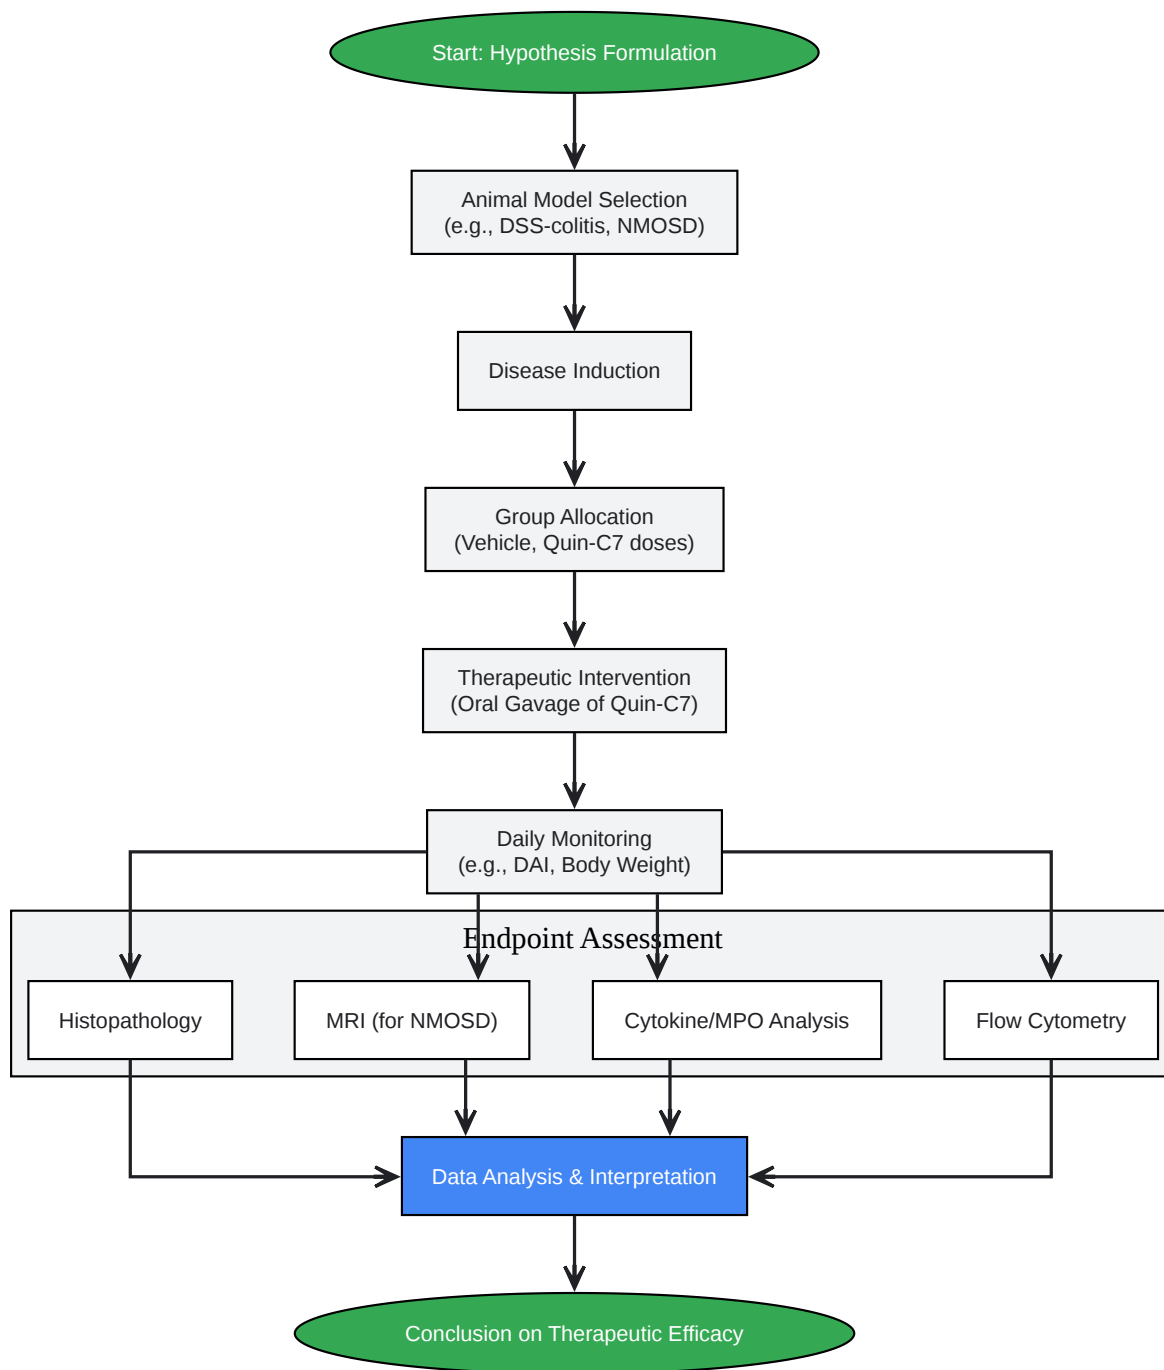 Start: Hypothesis Formulation
Animal Model Selection
(e.g., DSS-colitis, NMOSD)
Disease Induction
Group Allocation
(Vehicle, Quin-C7 doses)
Therapeutic Intervention
(Oral Gavage of Quin-C7)
Daily Monitoring
(e.g., DAI, Body Weight)
Endpoint Assessment
Histopathology
MRI (for NMOSD)
Cytokine/MPO Analysis
Flow Cytometry
Data Analysis & Interpretation
Conclusion on Therapeutic Efficacy